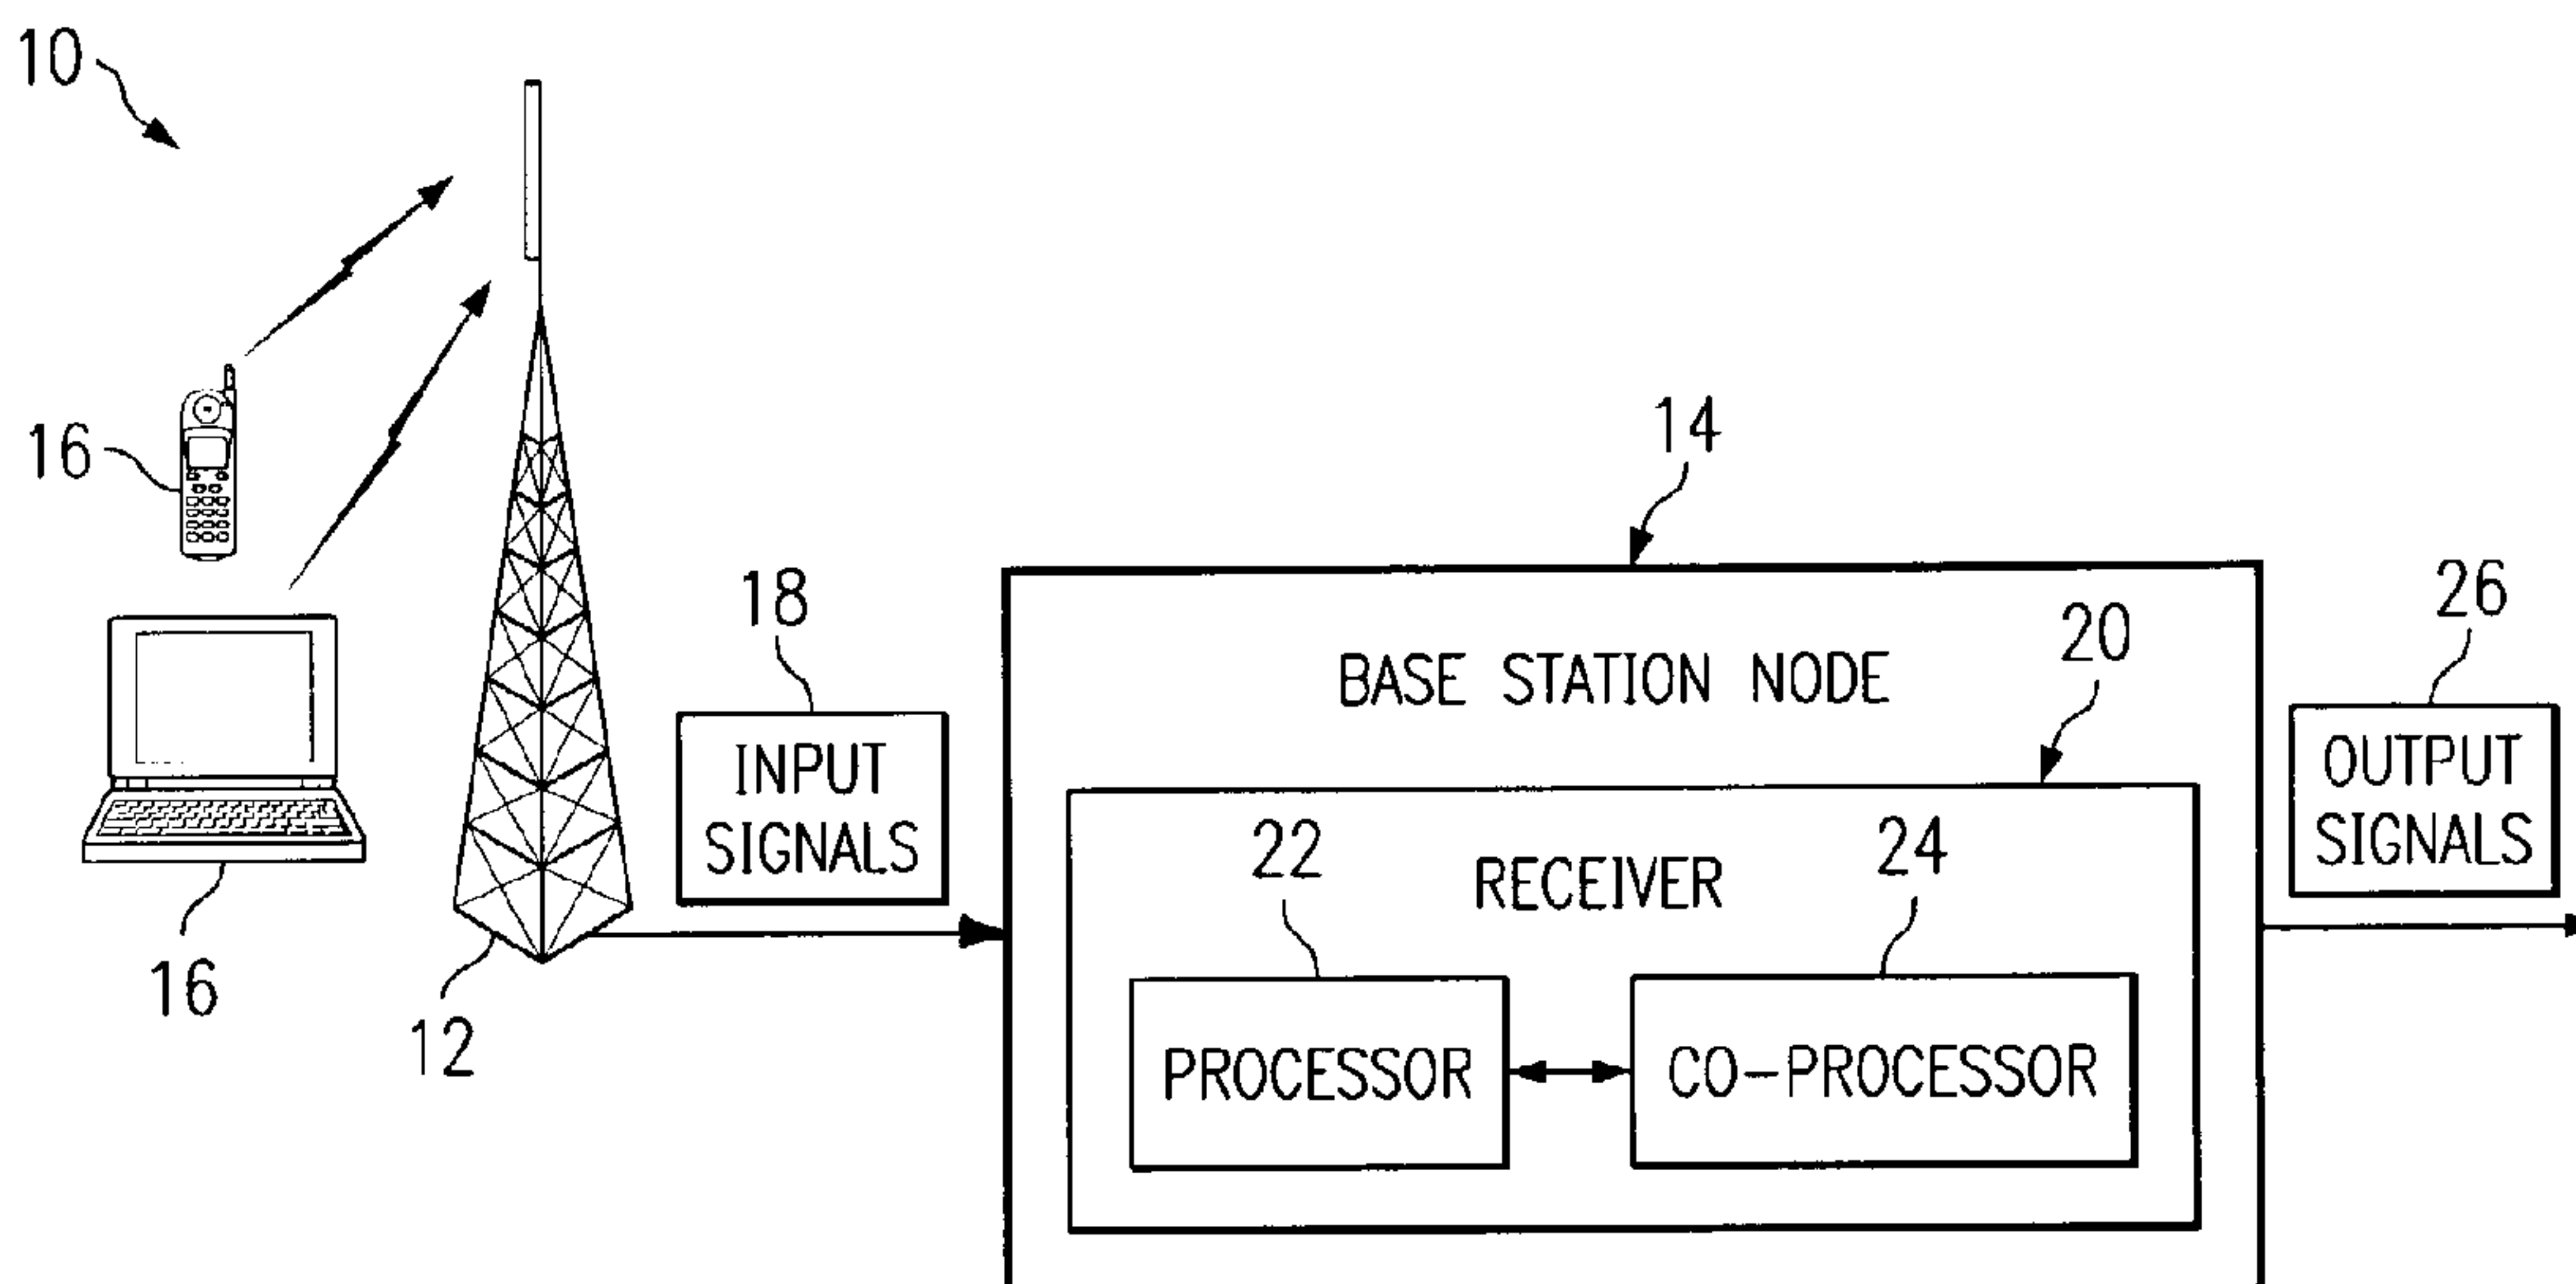 10
16
16
12
18
INPUT
SIGNALS
14
BASE STATION NODE
20
RECEIVER
22
24
PROCESSOR
CO-PROCESSOR
26
OUTPUT
SIGNALS